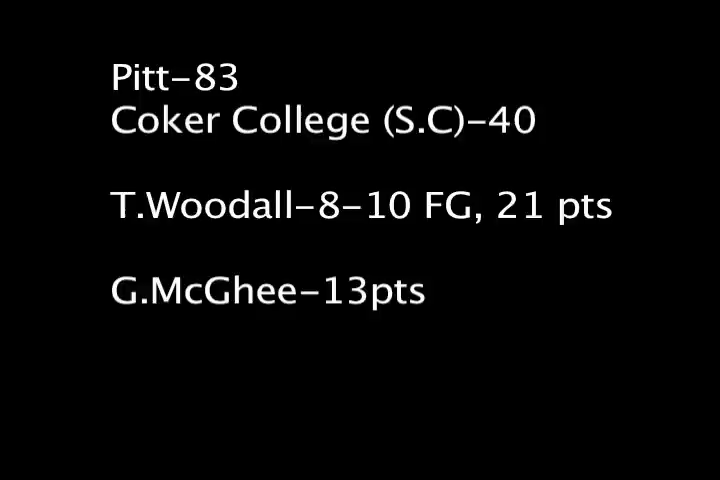 Pitt-83
Coker College (S.C)-40
T.Woodall-8-10 FG, 21 pts
G.McGhee-13pts